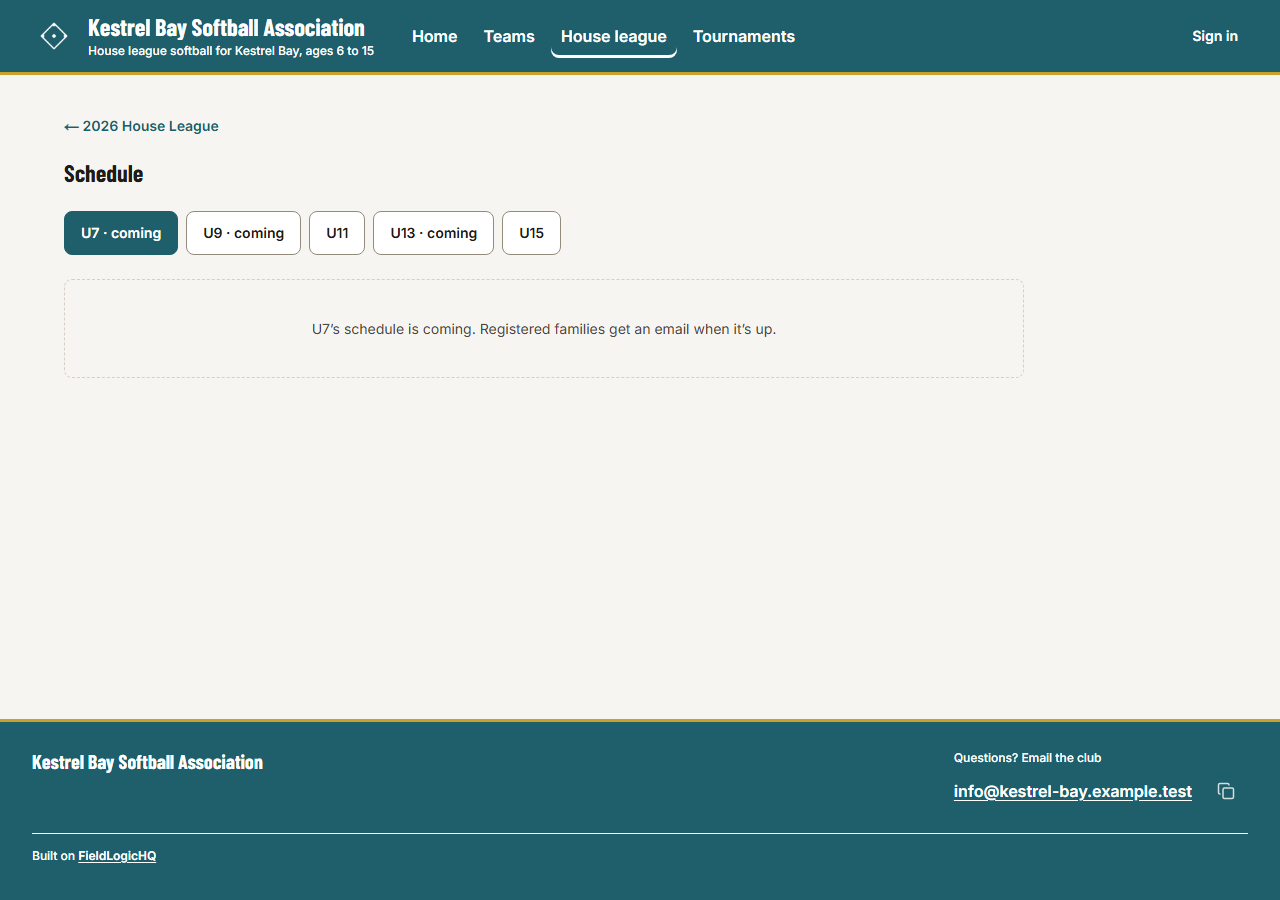 Kestrel Bay Softball Association
House league softball for Kestrel Bay, ages 6 to 15
Home
Teams
House league
Tournaments
Sign in
← 2026 House League
Schedule
U7 · coming
U9 · coming
U11
U13 · coming
U15
U7’s schedule is coming. Registered families get an email when it’s up.
Kestrel Bay Softball Association
Questions? Email the club
info@kestrel-bay.example.test
Built on FieldLogicHQ